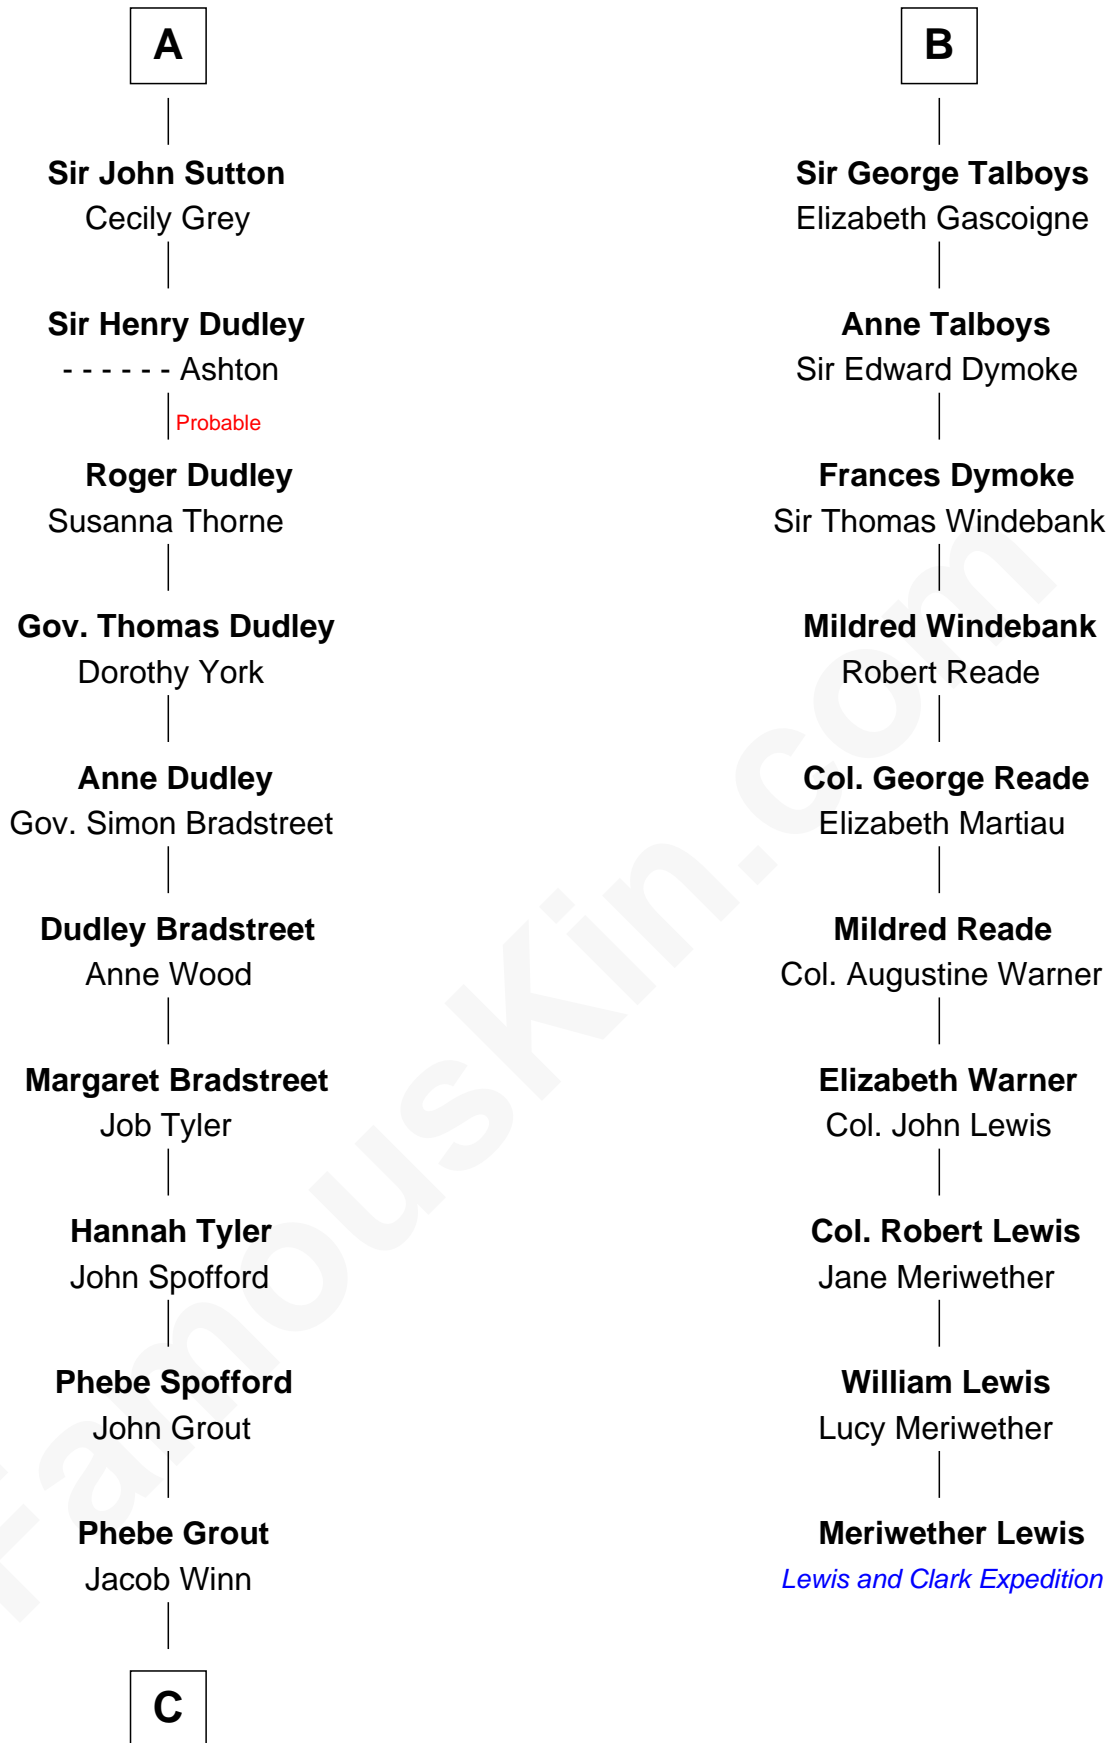 A
Sir John Sutton
Cecily Grey
Sir Henry Dudley
- - - - - - Ashton
Probable
Roger Dudley
Susanna Thorne
Gov. Thomas Dudley
Dorothy York
Anne Dudley
Gov. Simon Bradstreet
Dudley Bradstreet
Anne Wood
Margaret Bradstreet
Job Tyler
Hannah Tyler
John Spofford
Phebe Spofford
John Grout
Phebe Grout
Jacob Winn
C
B
Sir George Talboys
Elizabeth Gascoigne
Anne Talboys
Sir Edward Dymoke
Frances Dymoke
Sir Thomas Windebank
Mildred Windebank
Robert Reade
Col. George Reade
Elizabeth Martiau
Mildred Reade
Col. Augustine Warner
Elizabeth Warner
Col. John Lewis
Col. Robert Lewis
Jane Meriwether
William Lewis
Lucy Meriwether
Meriwether Lewis
Lewis and Clark Expedition
FamousKin.com